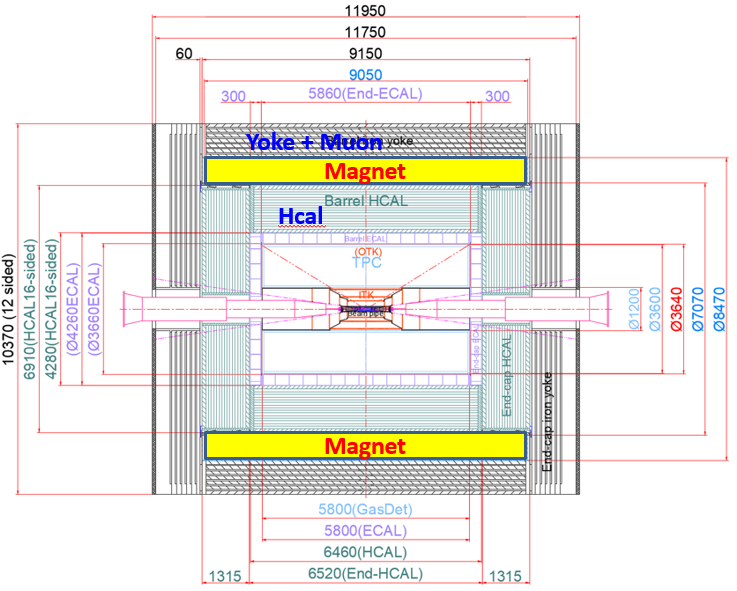 11950
11750
60
9150
9050
300
5860(End-ECAL)
300
Yoke + Muon
yoke
Magnet
Barrel HCAL
Hcal
Barrel ECAL
(OTK)
TPC
ITK
Beam pipe
Magnet
10370 (12 sided)
6910(HCAL16-sided)
4280(HCAL16-sided)
(Ø4260ECAL)
(Ø3660ECAL)
End-cap ECAL
End-cap HCAL
End-cap iron yoke
Ø1200
Ø3600
Ø3640
Ø7070
Ø8470
5800(GasDet)
5800(ECAL)
6460(HCAL)
1315
6520(End-HCAL)
1315